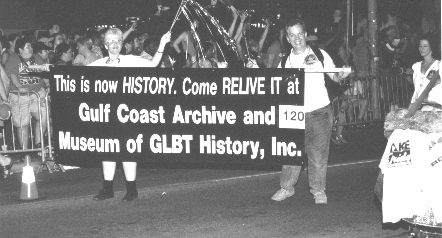 This is now HISTORY. Come RELIVE IT at
Gulf Coast Archive and 120
Museum of GLBT History, Inc.